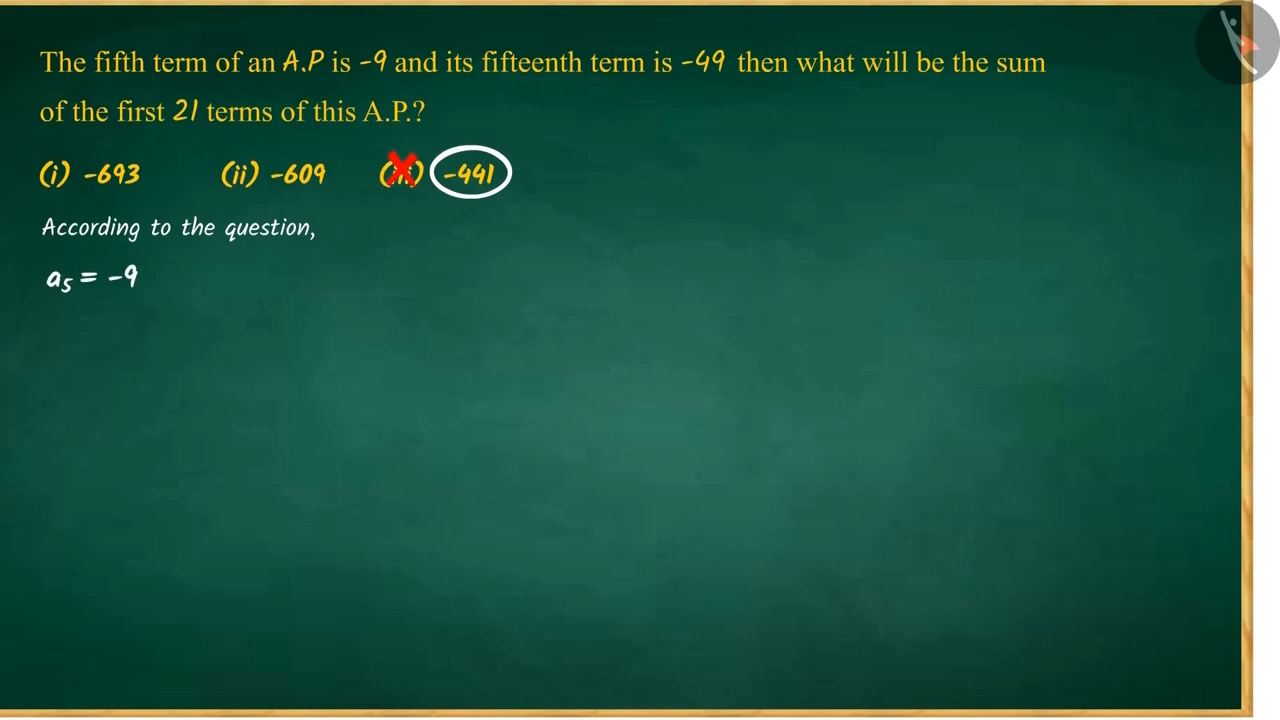 The fifth term of an A.P is -9 and its fifteenth term is -49 then what will be the sum
of the first 21 terms of this A.P.?
(i) -693 (ii) -609 (iii) -441
According to the question,
a₅ = -9